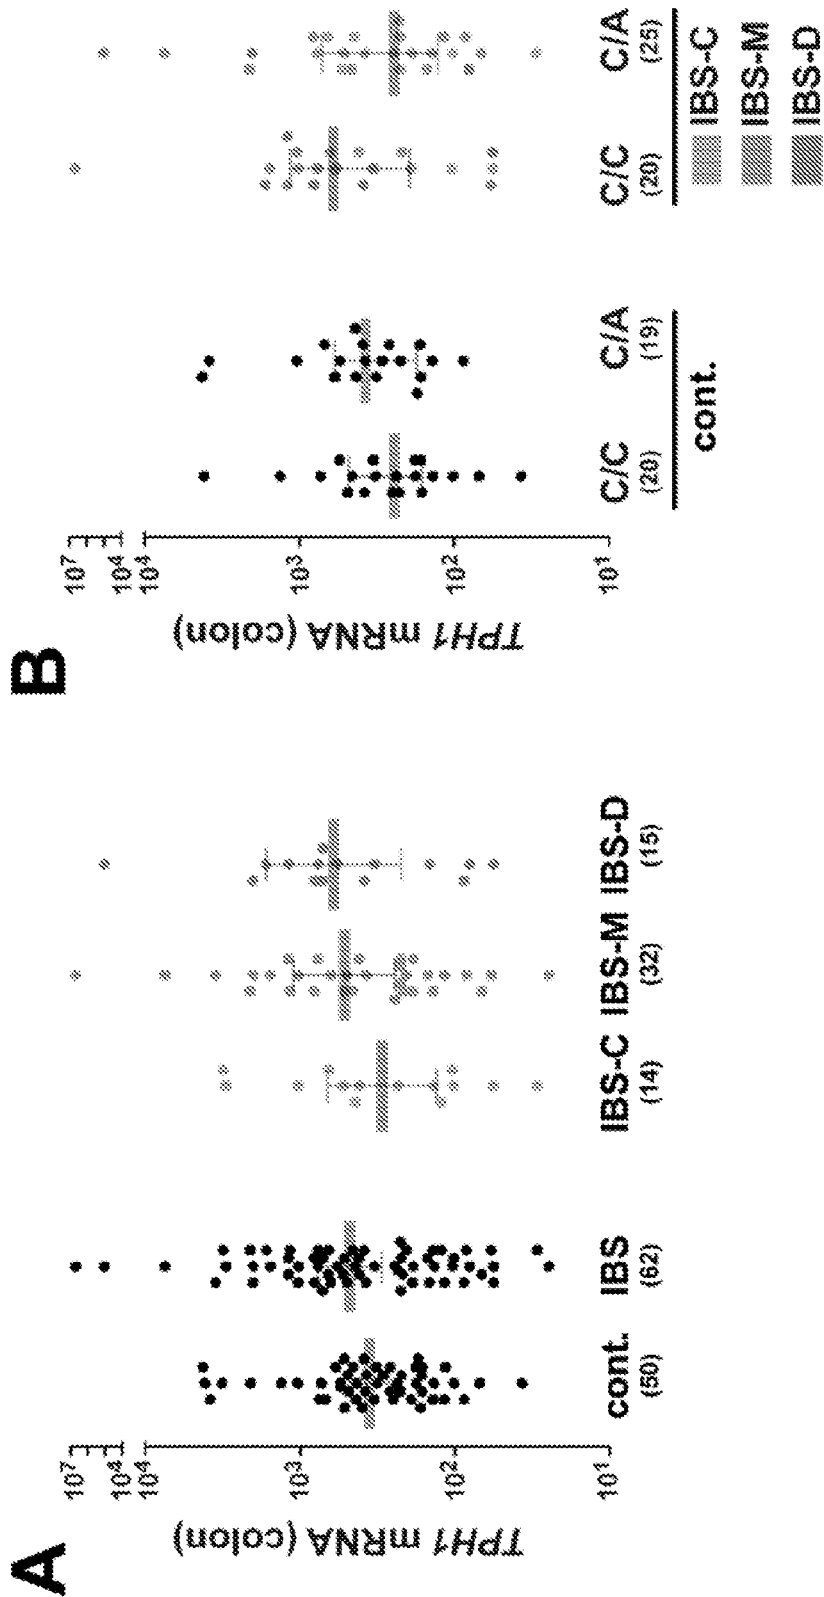 A
TPH1 mRNA (colon)
10⁷
10⁴
10⁴
10³
10²
10¹
cont. IBS IBS-C IBS-M IBS-D
(50) (62) (14) (32) (15)
B
TPH1 mRNA (colon)
10⁷
10⁴
10⁴
10³
10²
10¹
C/C C/A C/C C/A
(20) (19) (20) (25)
cont.
IBS-C
IBS-M
IBS-D